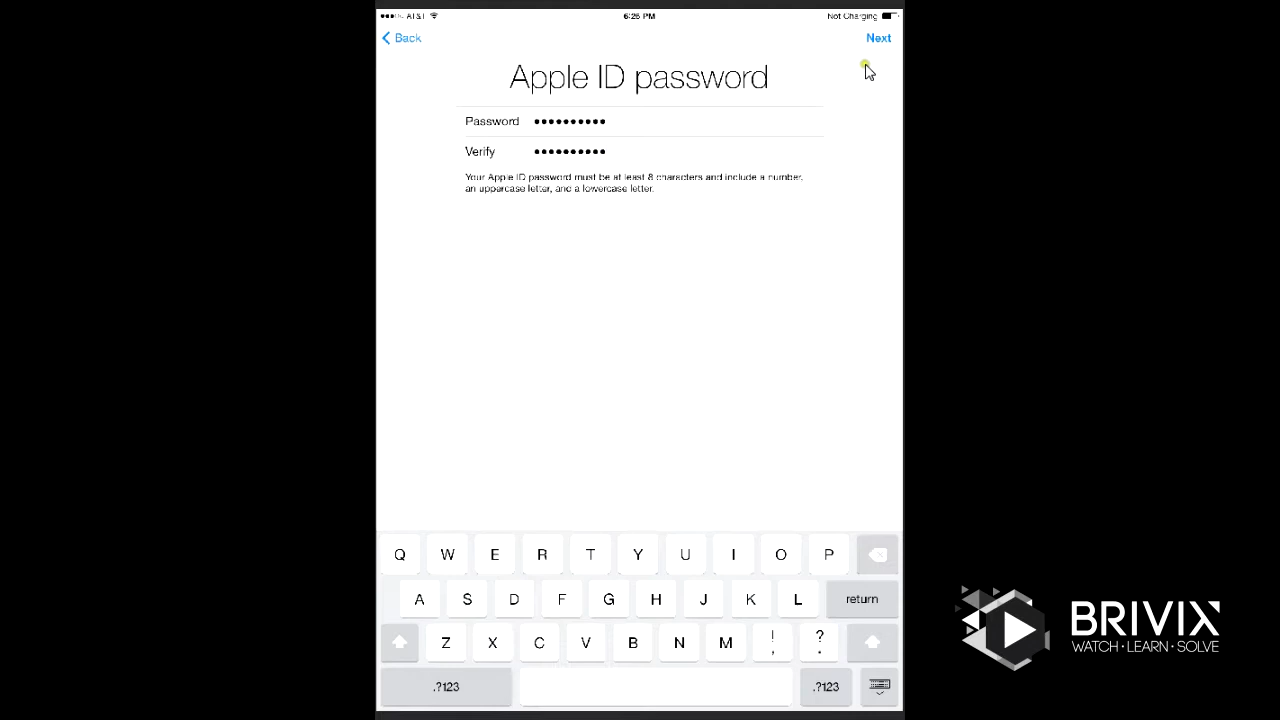 AT&T 6:26 PM Not Charging
Back Next
Apple ID password
Password ••••••••••
Verify ••••••••••
Your Apple ID password must be at least 8 characters and include a number,
an uppercase letter, and a lowercase letter.
Q W E R T Y U I O P
A S D F G H J K L return
Z X C V B N M ! , ? .
.?123 .?123
BRIVIX
WATCH·LEARN·SOLVE